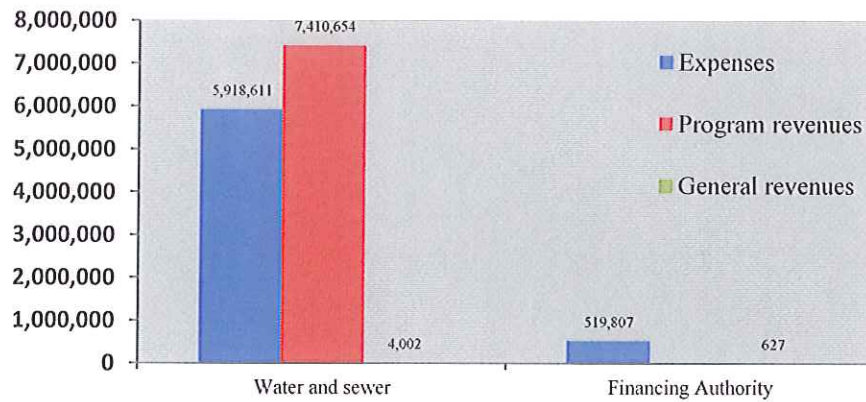 8,000,000
7,000,000
6,000,000
5,000,000
4,000,000
3,000,000
2,000,000
1,000,000
0
5,918,611
7,410,654
4,002
519,807
627
Expenses
Program revenues
General revenues
Water and sewer
Financing Authority